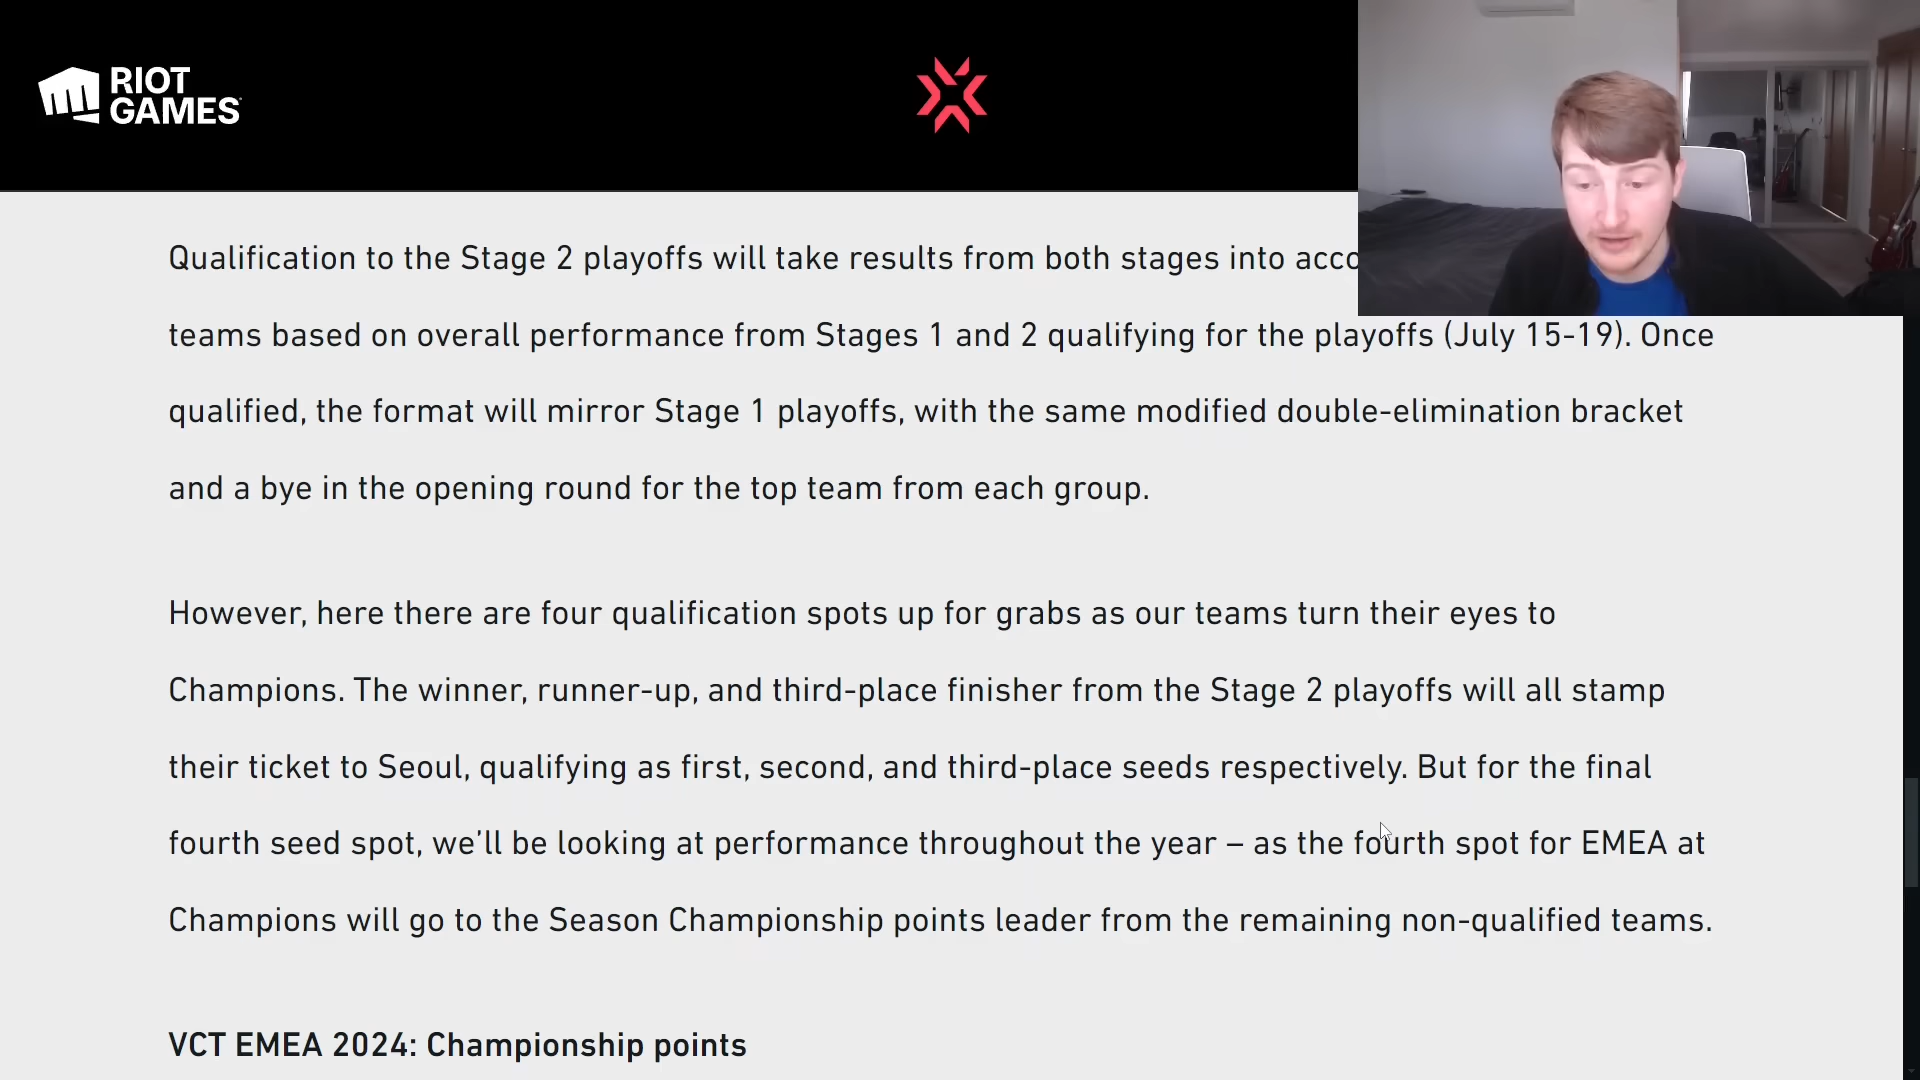 RIOT
GAMES
Qualification to the Stage 2 playoffs will take results from both stages into acco
teams based on overall performance from Stages 1 and 2 qualifying for the playoffs (July 15-19). Once
qualified, the format will mirror Stage 1 playoffs, with the same modified double-elimination bracket
and a bye in the opening round for the top team from each group.
However, here there are four qualification spots up for grabs as our teams turn their eyes to
Champions. The winner, runner-up, and third-place finisher from the Stage 2 playoffs will all stamp
their ticket to Seoul, qualifying as first, second, and third-place seeds respectively. But for the final
fourth seed spot, we’ll be looking at performance throughout the year – as the fourth spot for EMEA at
Champions will go to the Season Championship points leader from the remaining non-qualified teams.
VCT EMEA 2024: Championship points